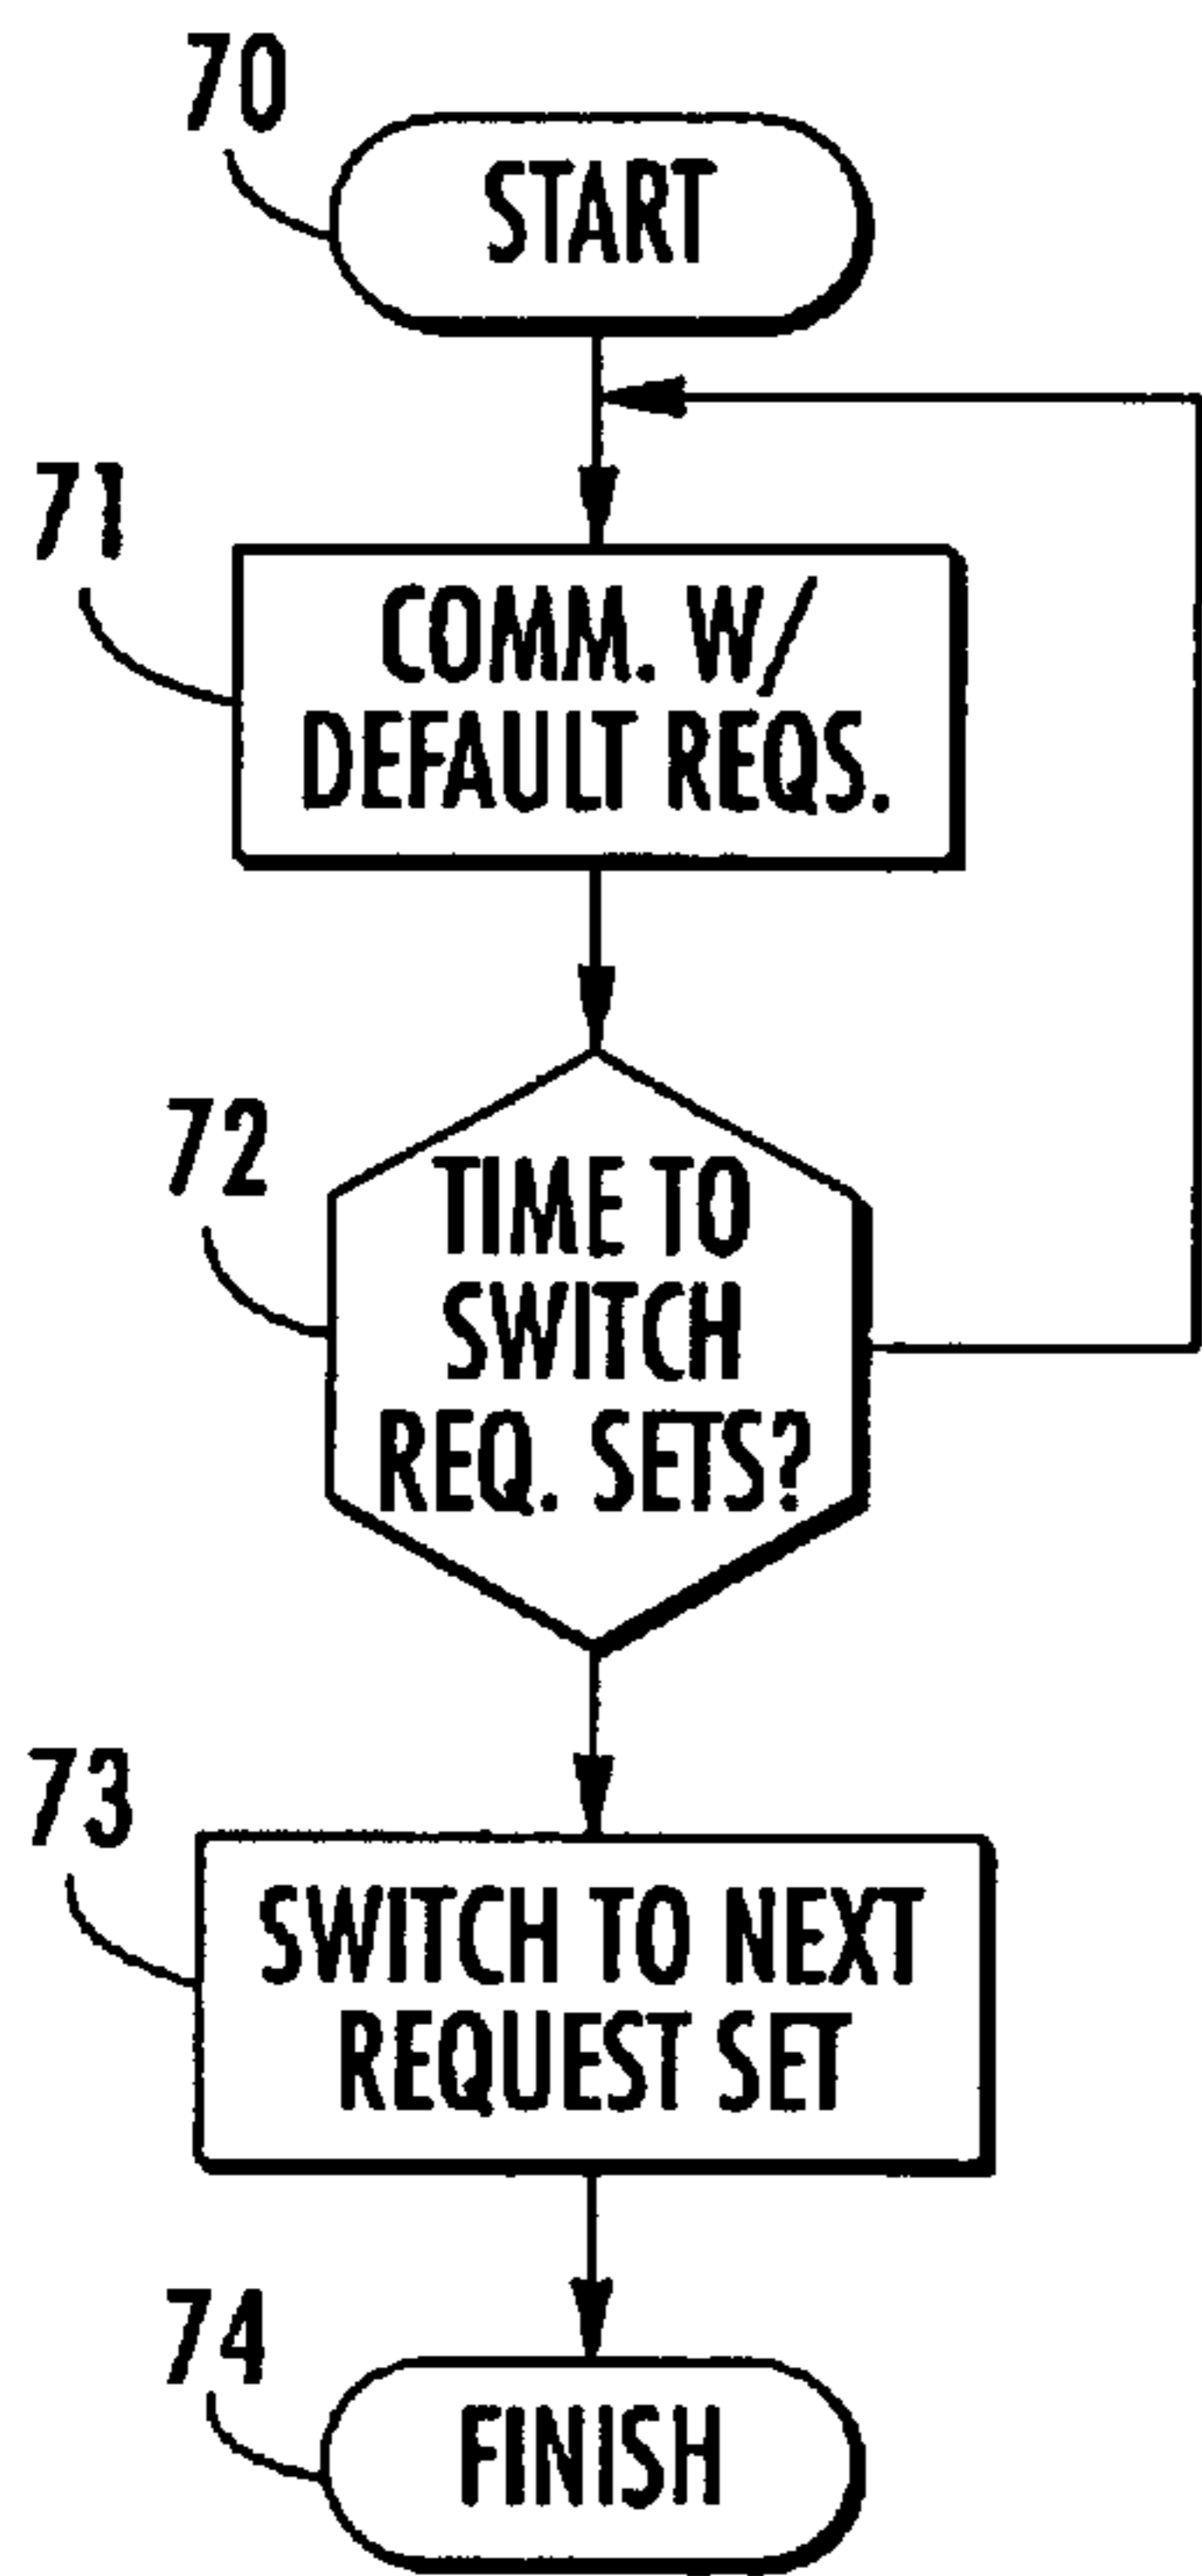 70
START
71
COMM. W/
DEFAULT REQS.
72
TIME TO
SWITCH
REQ. SETS?
73
SWITCH TO NEXT
REQUEST SET
74
FINISH